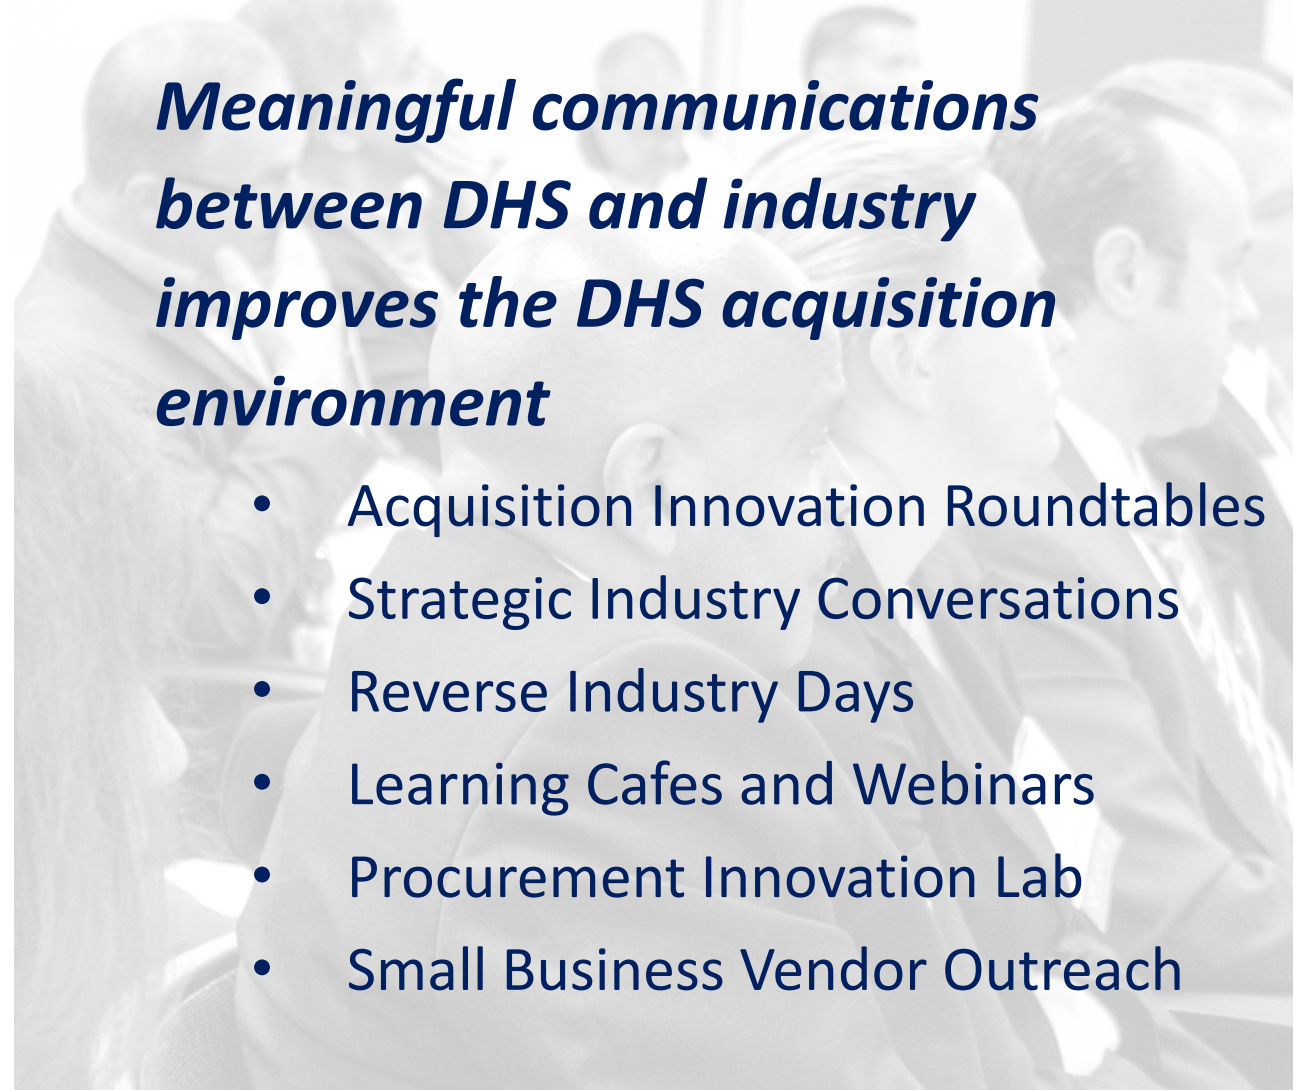 Meaningful communications
between DHS and industry
improves the DHS acquisition
environment
• Acquisition Innovation Roundtables
• Strategic Industry Conversations
• Reverse Industry Days
• Learning Cafes and Webinars
• Procurement Innovation Lab
• Small Business Vendor Outreach